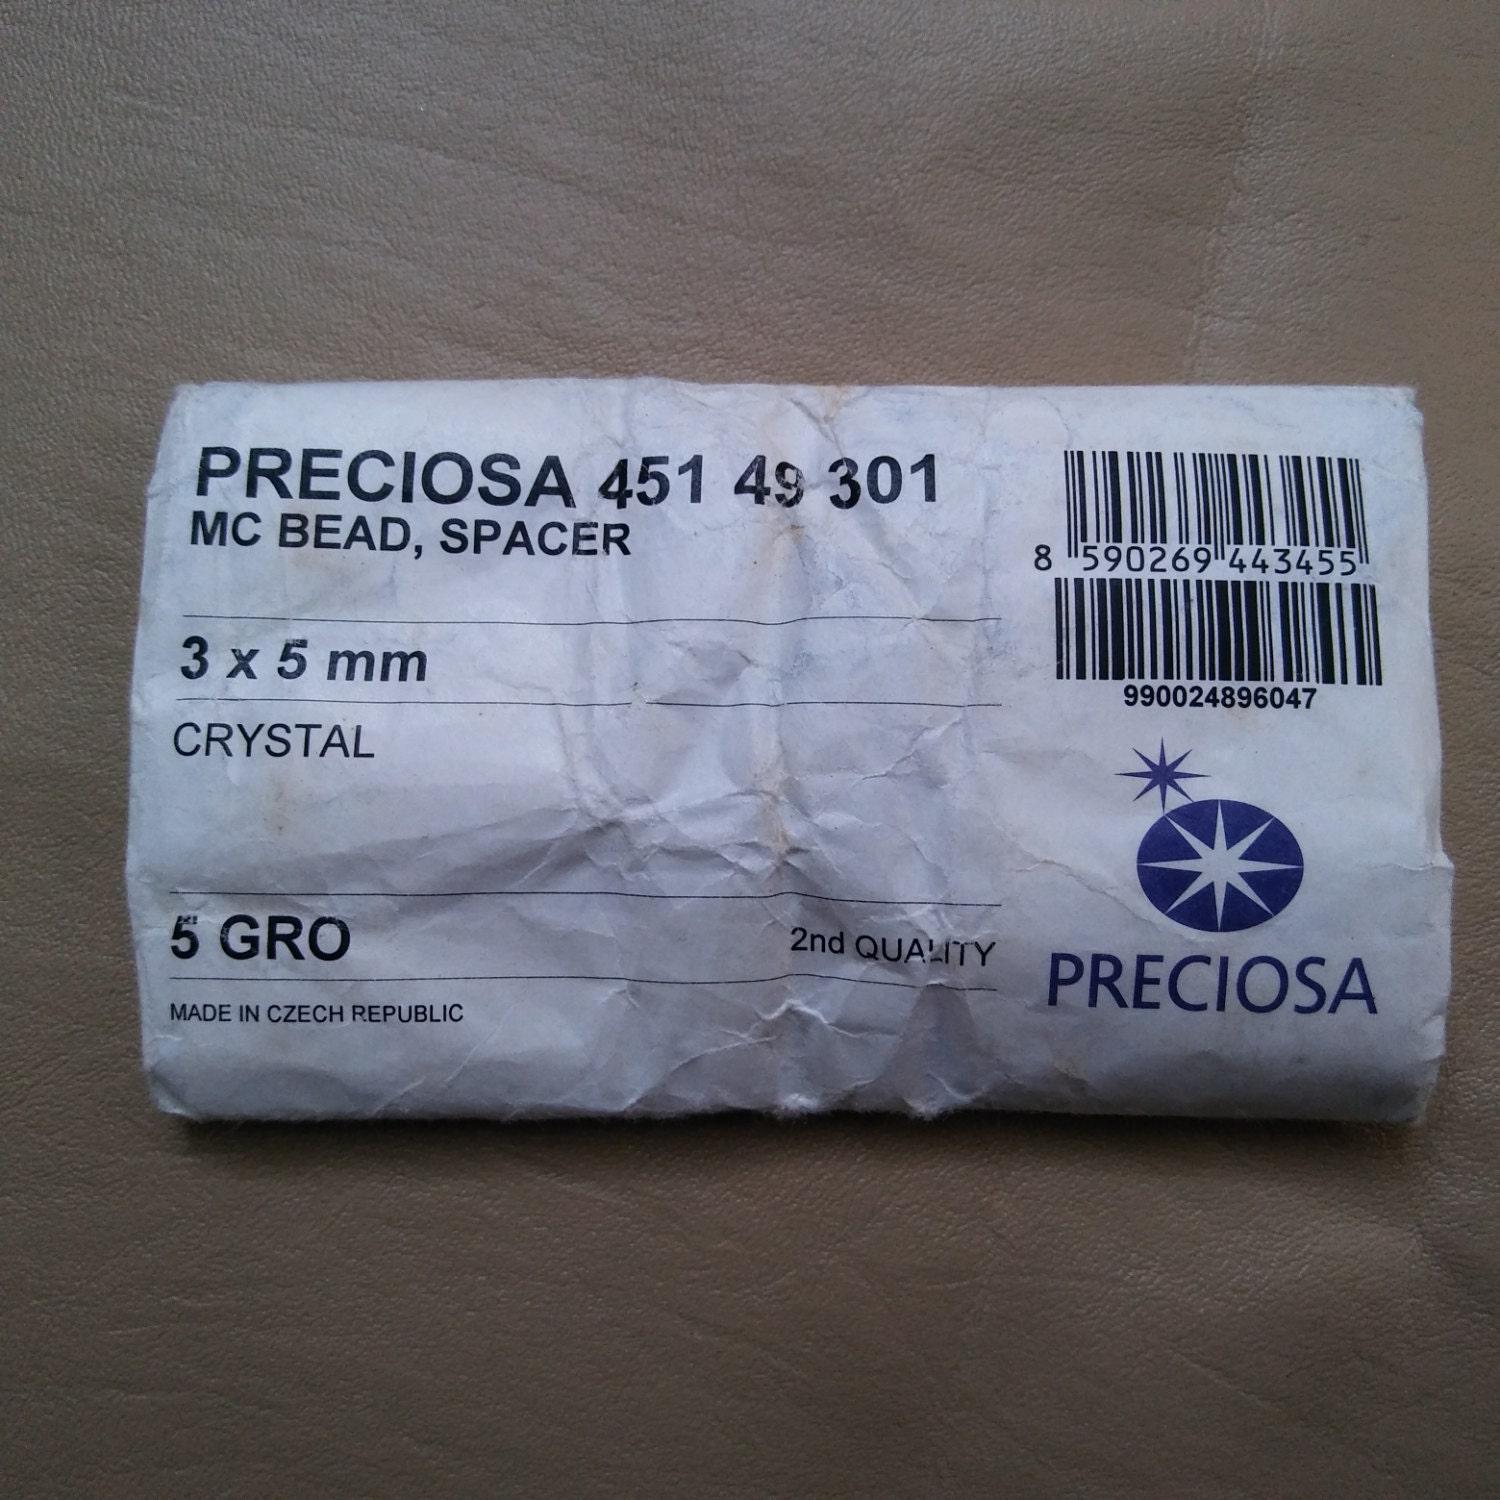 PRECIOSA 451 49 301
MC BEAD, SPACER
3 x 5 mm
CRYSTAL
5 GRO
2nd QUALITY
MADE IN CZECH REPUBLIC
8 590269 443455
990024896047
PRECIOSA